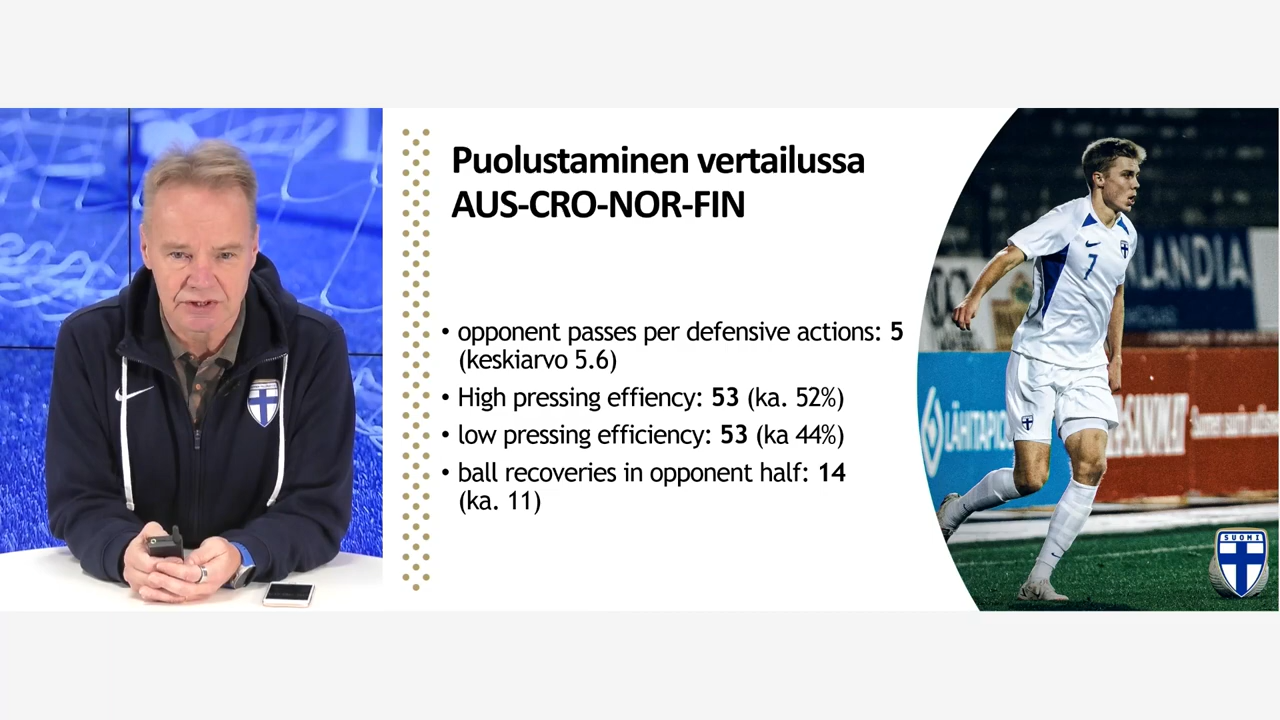 Puolustaminen vertailussa
AUS-CRO-NOR-FIN
• opponent passes per defensive actions: 5
(keskiarvo 5.6)
• High pressing effiency: 53 (ka. 52%)
• low pressing efficiency: 53 (ka 44%)
• ball recoveries in opponent half: 14
(ka. 11)
7
SUOMI